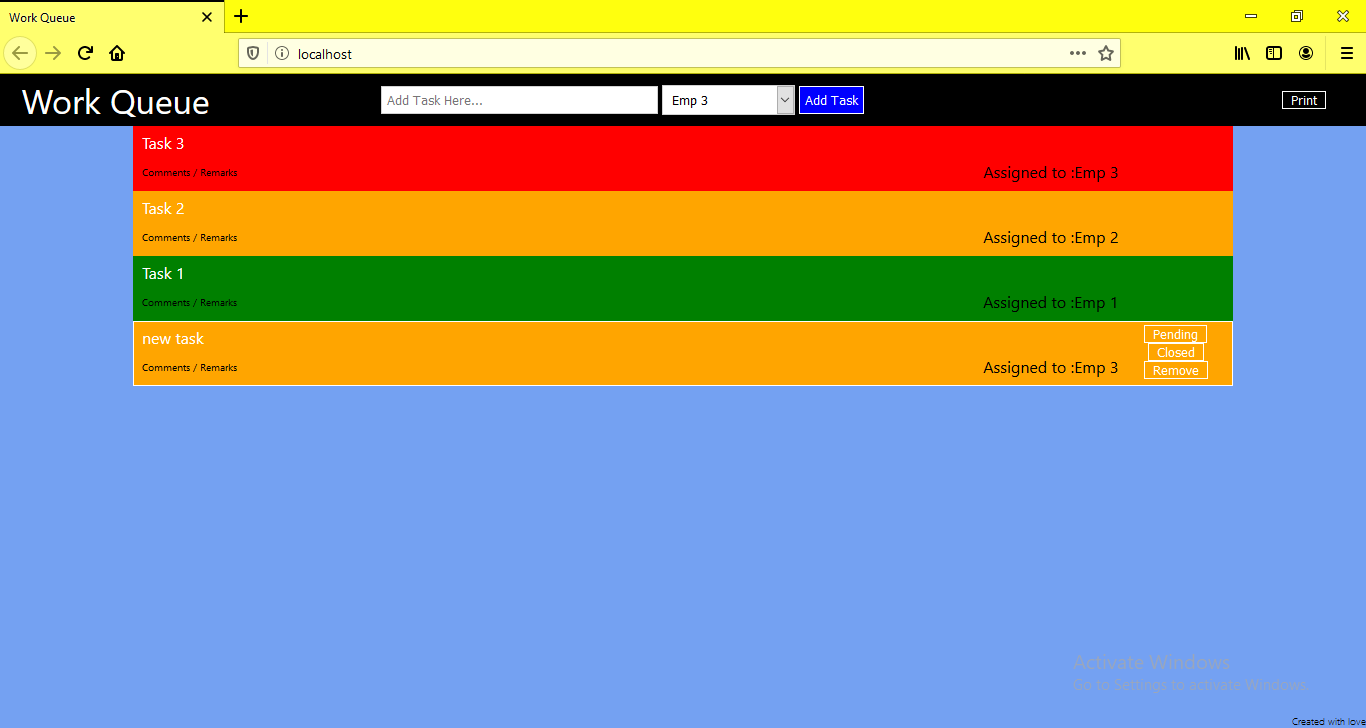 Work Queue
localhost
Work Queue
Add Task Here...
Emp 3
Add Task
Print
Task 3
Comments / Remarks
Assigned to :Emp 3
Task 2
Comments / Remarks
Assigned to :Emp 2
Task 1
Comments / Remarks
Assigned to :Emp 1
new task
Pending
Closed
Comments / Remarks
Assigned to :Emp 3
Remove
Activate Windows
Go to Settings to activate Windows.
Created with love